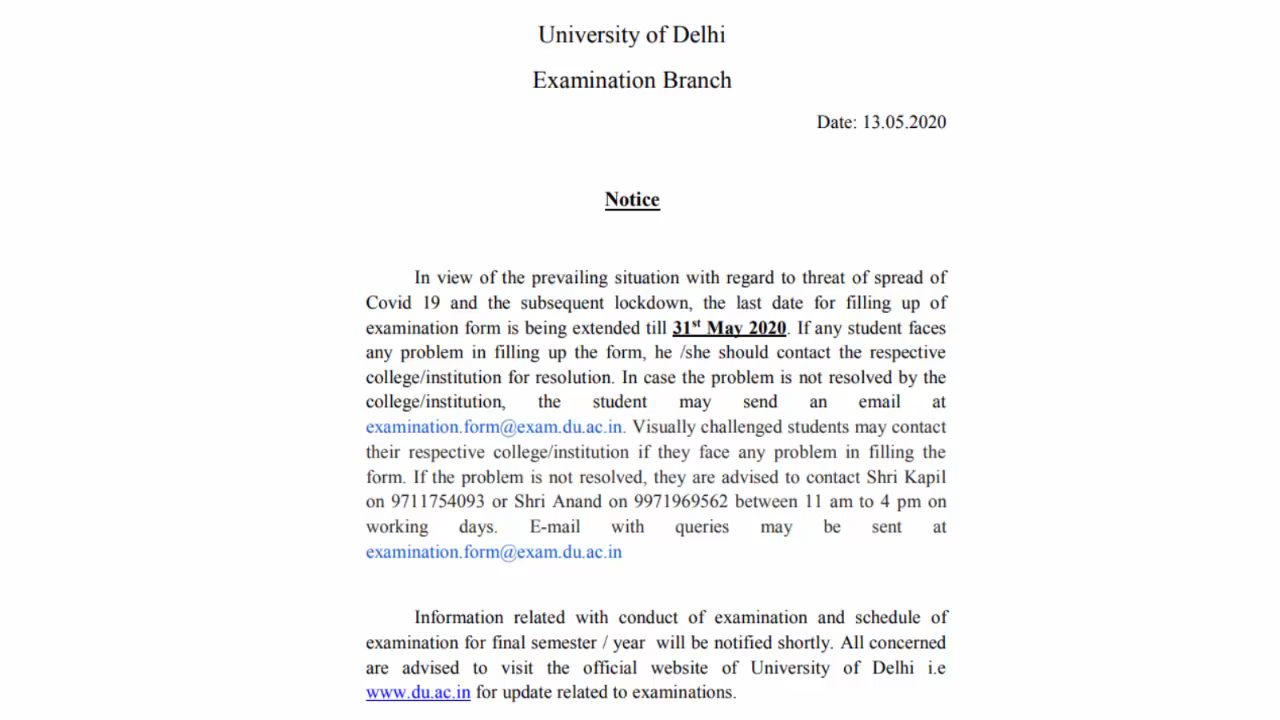 University of Delhi
Examination Branch
Date: 13.05.2020
Notice
In view of the prevailing situation with regard to threat of spread of
Covid 19 and the subsequent lockdown, the last date for filling up of
examination form is being extended till 31st May 2020. If any student faces
any problem in filling up the form, he /she should contact the respective
college/institution for resolution. In case the problem is not resolved by the
college/institution, the student may send an email at
examination.form@exam.du.ac.in. Visually challenged students may contact
their respective college/institution if they face any problem in filling the
form. If the problem is not resolved, they are advised to contact Shri Kapil
on 9711754093 or Shri Anand on 9971969562 between 11 am to 4 pm on
working days. E-mail with queries may be sent at
examination.form@exam.du.ac.in
Information related with conduct of examination and schedule of
examination for final semester / year will be notified shortly. All concerned
are advised to visit the official website of University of Delhi i.e
www.du.ac.in for update related to examinations.